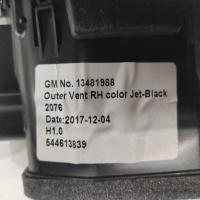 GM No. 13481988
Outer Vent RH color Jet-Black
2076
Date:2017-12-04
H1.0
544613839